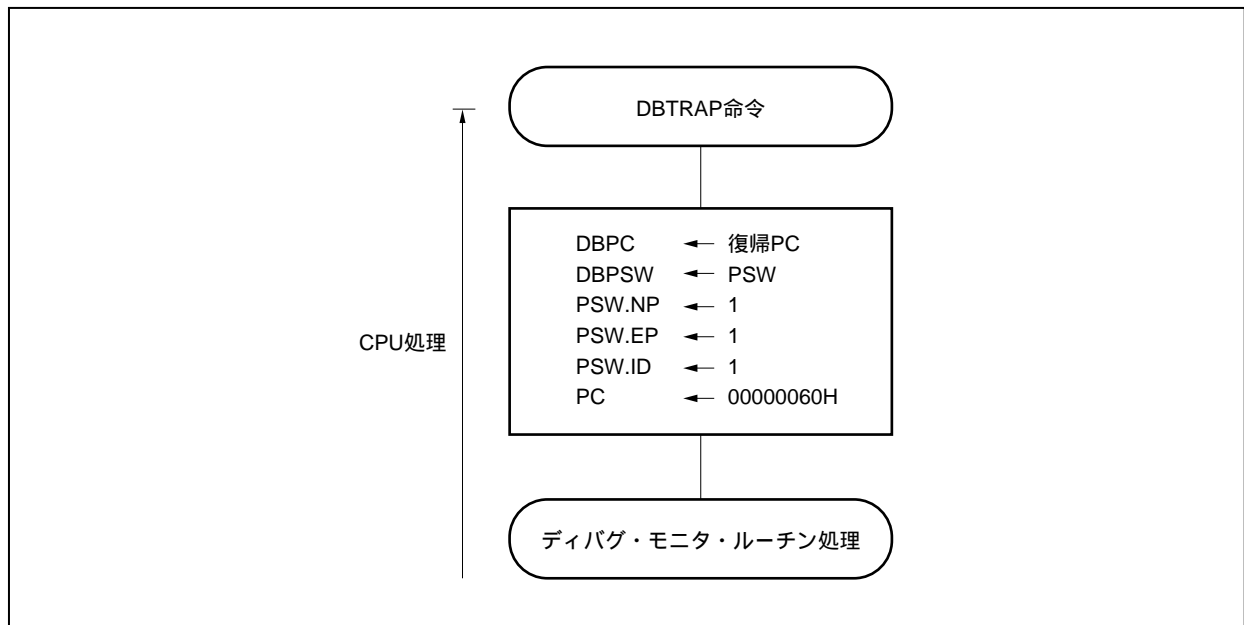 DBTRAP命令
CPU処理
DBPC ← 復帰PC
DBPSW ← PSW
PSW.NP ← 1
PSW.EP ← 1
PSW.ID ← 1
PC ← 00000060H
ディバグ・モニタ・ルーチン処理